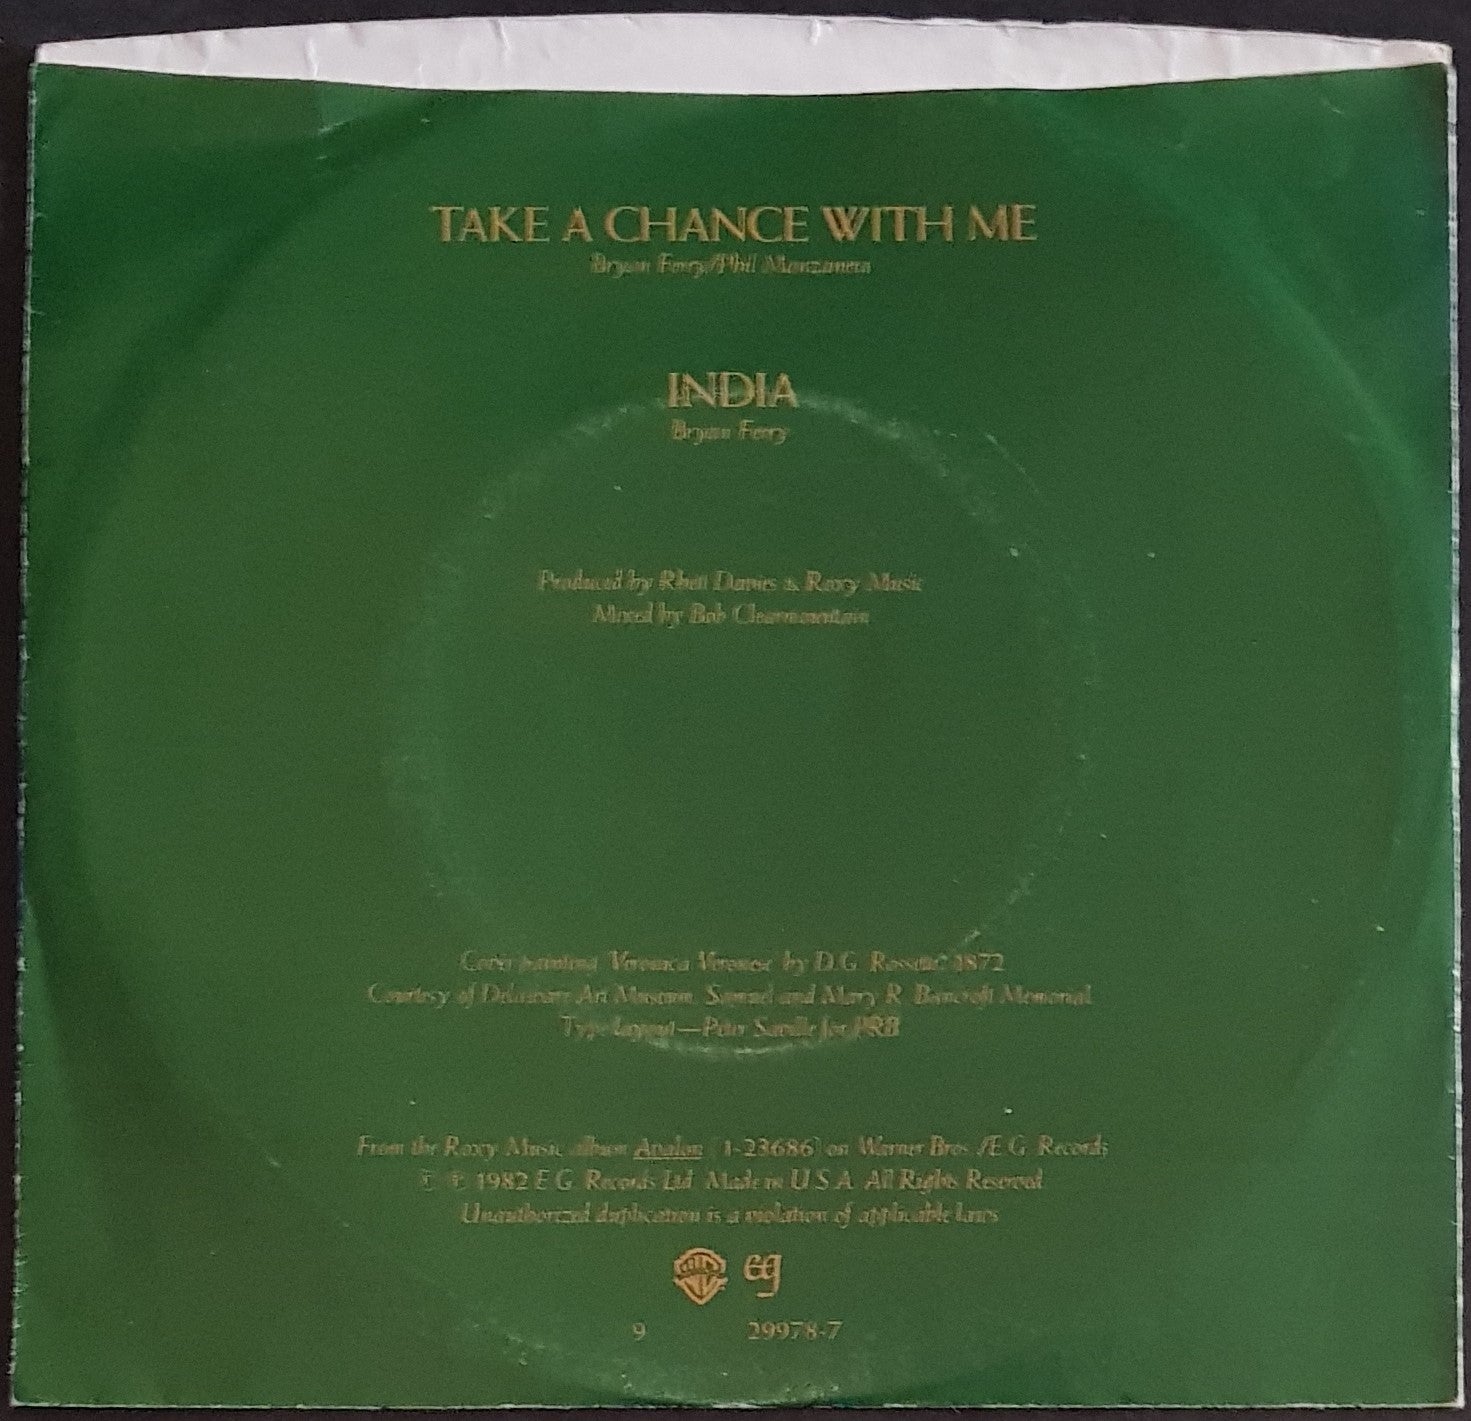 TAKE A CHANCE WITH ME
Bryan Ferry/Phil Manzanera
INDIA
Bryan Ferry
Produced by Rhett Davies & Roxy Music
Mixed by Bob Clearmountain
Cover painting 'Veronica Veronese' by D.G. Rossetti 1872
Courtesy of Delaware Art Museum, Samuel and Mary R. Bancroft Memorial
Type Layout—Peter Saville for PRB
From the Roxy Music album Avalon (1-23686) on Warner Bros./E.G. Records
© ℗ 1982 E.G. Records Ltd. Made in U.S.A. All Rights Reserved.
Unauthorized duplication is a violation of applicable laws.
WB eg
9 29978-7